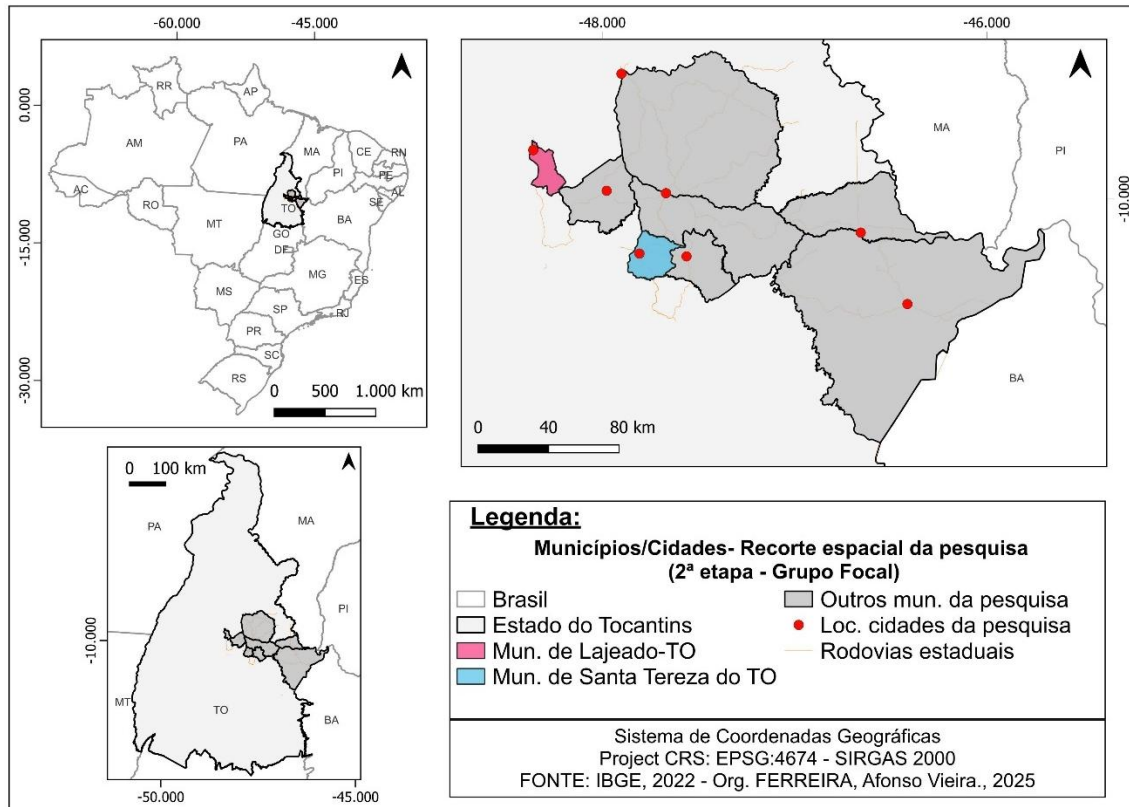 -60.000
-45.000
0.000
-15.000
-30.000
RR
AP
AM
PA
MA
CE
RN
PI
PE
AL
SE
AC
RO
TO
MT
BA
GO
DF
MG
ES
MS
SP
RJ
PR
SC
RS
0 500 1.000 km
-48.000
-46.000
-10.000
MA
PI
BA
0 40 80 km
0 100 km
PA
MA
PI
-10.000
MT
TO
BA
-50.000
-45.000
Legenda:
Municípios/Cidades- Recorte espacial da pesquisa
(2ª etapa - Grupo Focal)
Brasil
Estado do Tocantins
Mun. de Lajeado-TO
Mun. de Santa Tereza do TO
Outros mun. da pesquisa
Loc. cidades da pesquisa
Rodovias estaduais
Sistema de Coordenadas Geográficas
Project CRS: EPSG:4674 - SIRGAS 2000
FONTE: IBGE, 2022 - Org. FERREIRA, Afonso Vieira., 2025